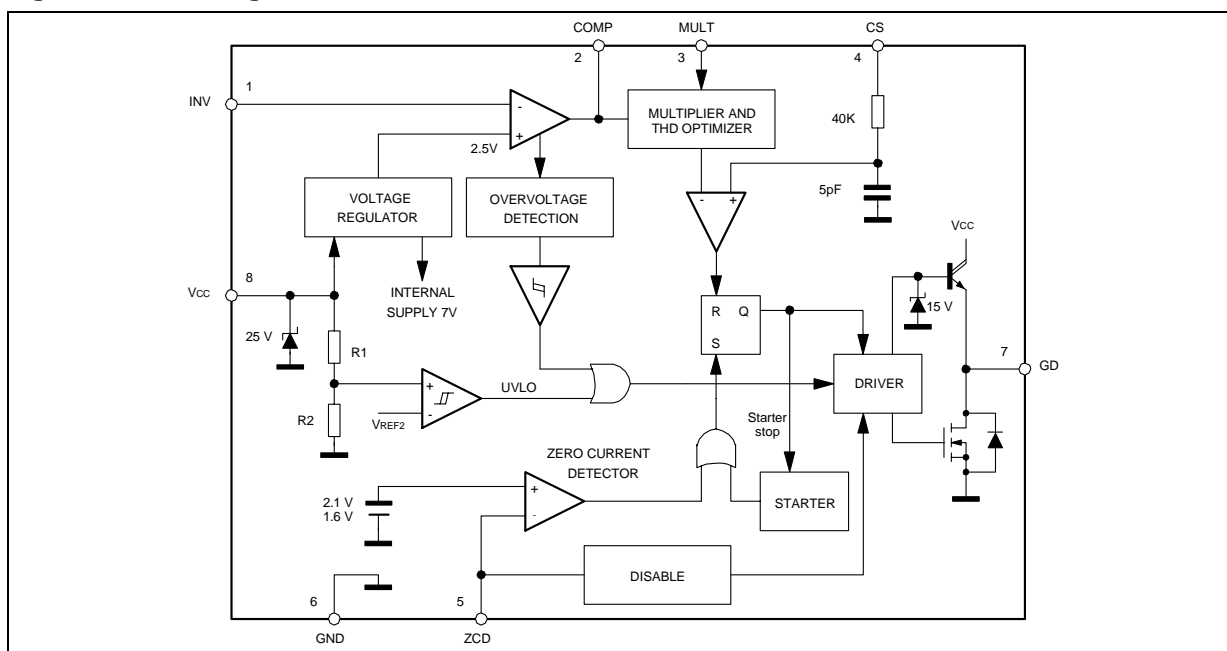 COMP
MULT
CS
2
3
4
1
INV
-
+
2.5V
MULTIPLIER AND
THD OPTIMIZER
40K
5pF
VOLTAGE
REGULATOR
OVERVOLTAGE
DETECTION
- +
VCC
8
VCC
INTERNAL
SUPPLY 7V
25 V
R1
R Q
S
15 V
7
GD
DRIVER
+
-
UVLO
R2
VREF2
Starter
stop
ZERO CURRENT
DETECTOR
2.1 V
1.6 V
+
-
STARTER
DISABLE
6
5
GND
ZCD